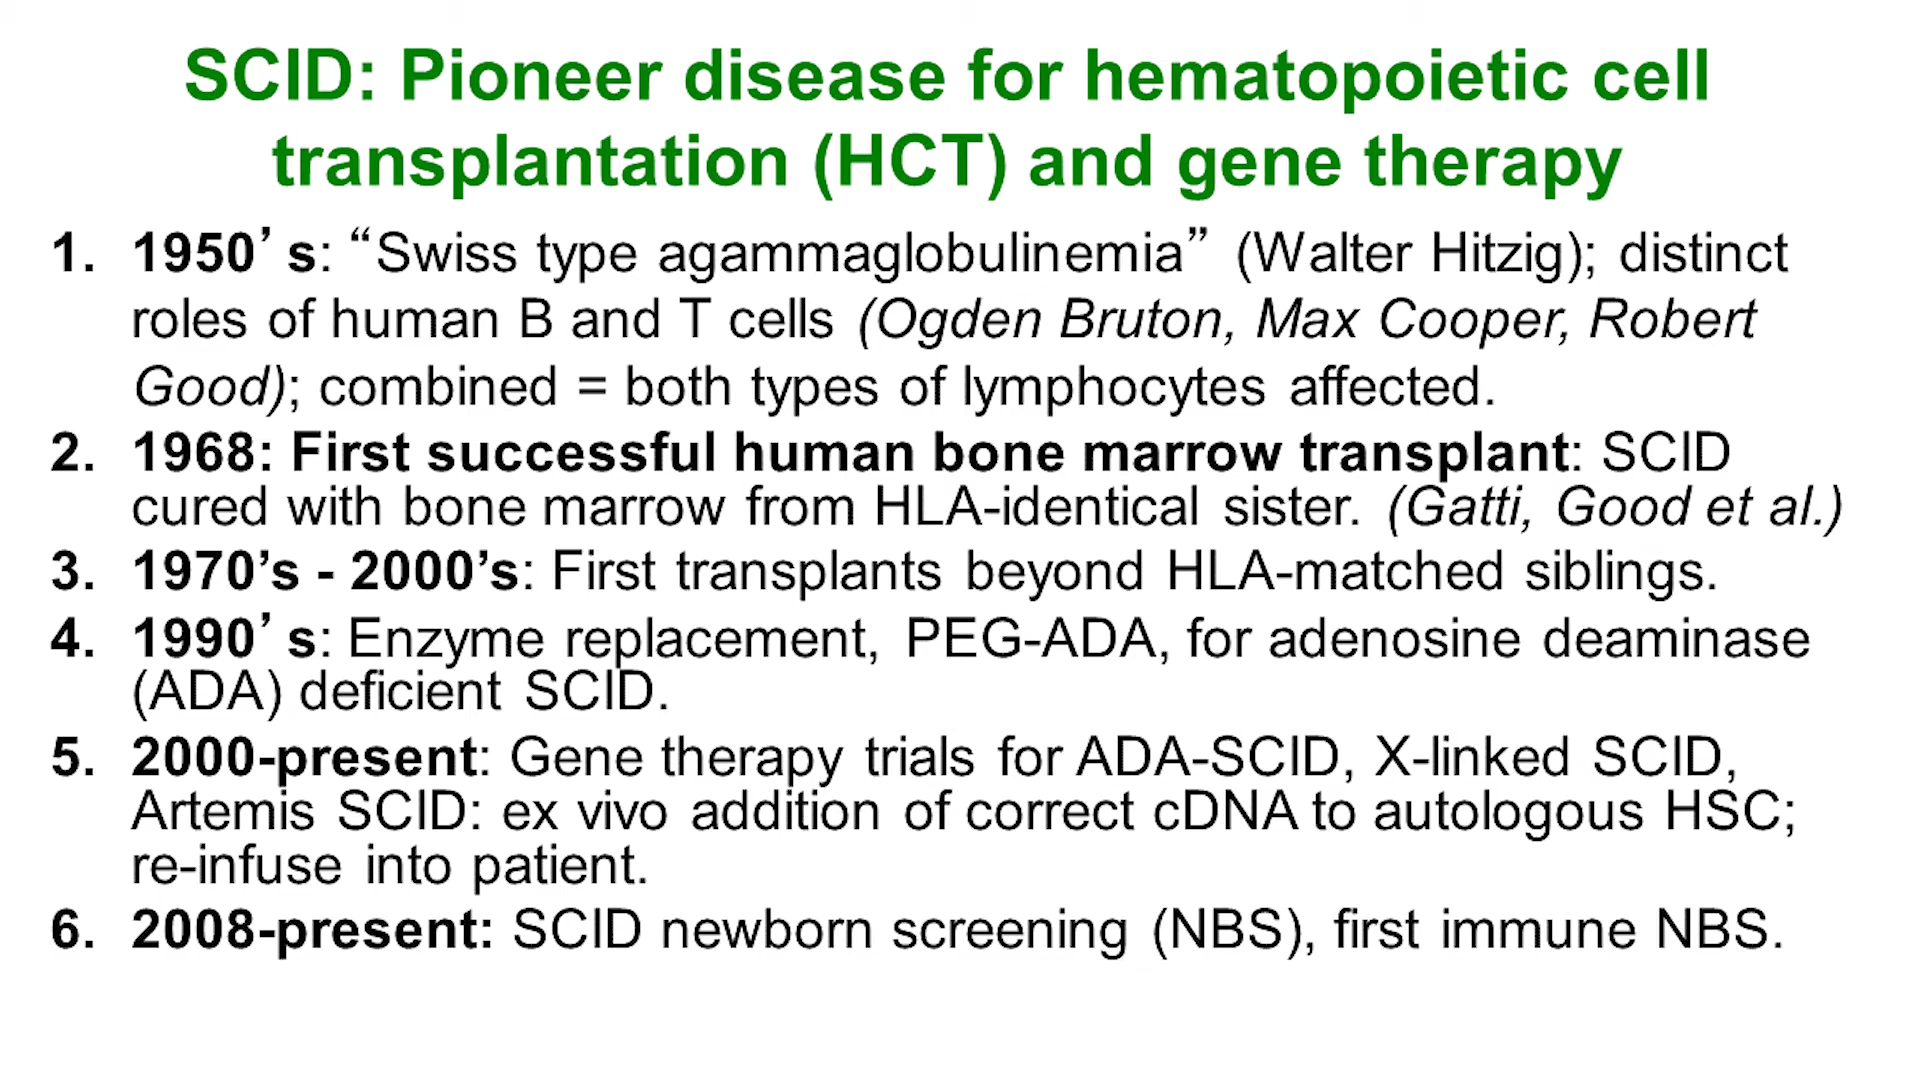 SCID: Pioneer disease for hematopoietic cell
transplantation (HCT) and gene therapy
1. 1950’s: “Swiss type agammaglobulinemia” (Walter Hitzig); distinct
roles of human B and T cells (Ogden Bruton, Max Cooper, Robert
Good); combined = both types of lymphocytes affected.
2. 1968: First successful human bone marrow transplant: SCID
cured with bone marrow from HLA-identical sister. (Gatti, Good et al.)
3. 1970’s - 2000’s: First transplants beyond HLA-matched siblings.
4. 1990’s: Enzyme replacement, PEG-ADA, for adenosine deaminase
(ADA) deficient SCID.
5. 2000-present: Gene therapy trials for ADA-SCID, X-linked SCID,
Artemis SCID: ex vivo addition of correct cDNA to autologous HSC;
re-infuse into patient.
6. 2008-present: SCID newborn screening (NBS), first immune NBS.